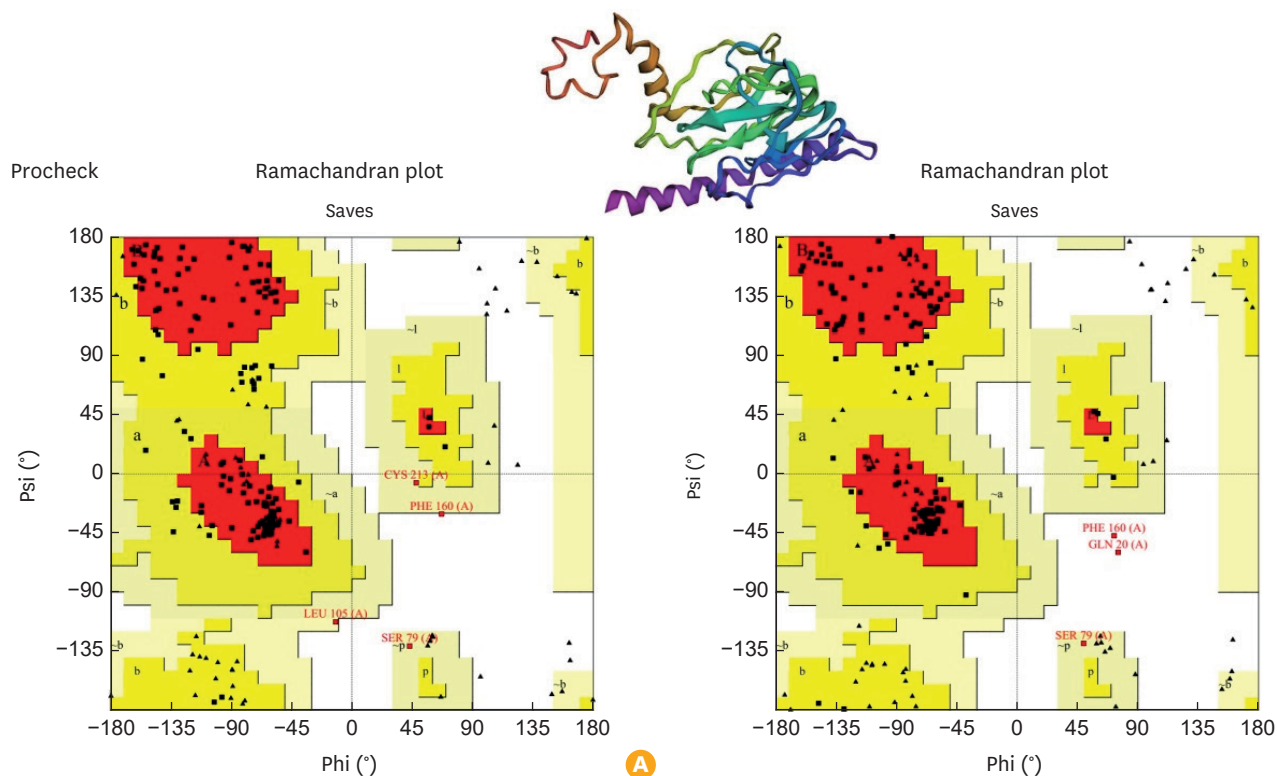 Procheck
Ramachandran plot
Saves
180
135
90
45
0
−45
−90
−135
Psi (°)
B
b
~b
~b
b
~l
l
a
A
~a
CYS 213 (A)
PHE 160 (A)
LEU 105 (A)
SER 79 (A)
~b
~p
b
p
~b
−180
−135
−90
−45
0
45
90
135
180
Phi (°)
A
Ramachandran plot
Saves
180
135
90
45
0
−45
−90
−135
Psi (°)
B
b
~b
~b
b
~l
l
a
A
~a
PHE 160 (A)
GLN 20 (A)
SER 79 (A)
~b
~p
b
p
~b
−180
−135
−90
−45
0
45
90
135
180
Phi (°)